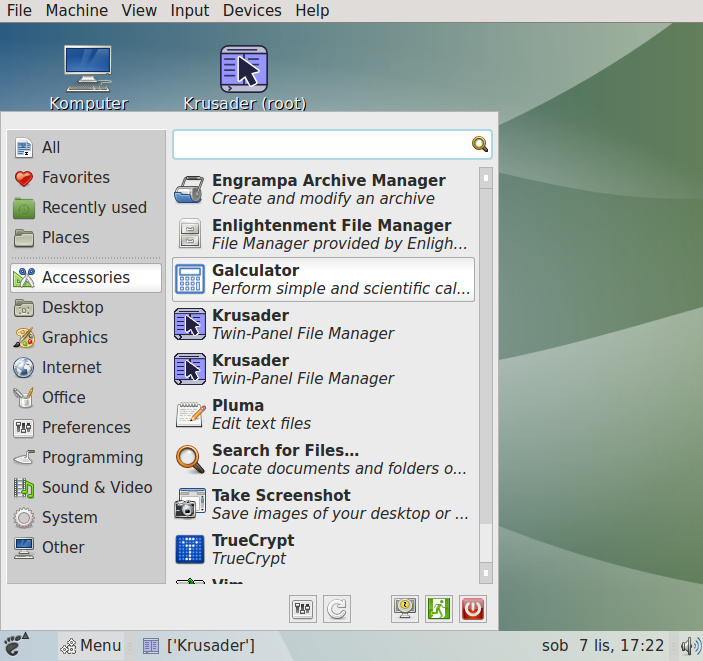 File Machine View Input Devices Help
Komputer
Krusader (root)
All
Favorites
Recently used
Places
Accessories
Desktop
Graphics
Internet
Office
Preferences
Programming
Sound & Video
System
Other
Engrampa Archive Manager
Create and modify an archive
Enlightenment File Manager
File Manager provided by Enligh...
Galculator
Perform simple and scientific cal...
Krusader
Twin-Panel File Manager
Krusader
Twin-Panel File Manager
Pluma
Edit text files
Search for Files...
Locate documents and folders o...
Take Screenshot
Save images of your desktop or ...
TrueCrypt
TrueCrypt
Vim
Menu
['Krusader']
sob 7 lis, 17:22